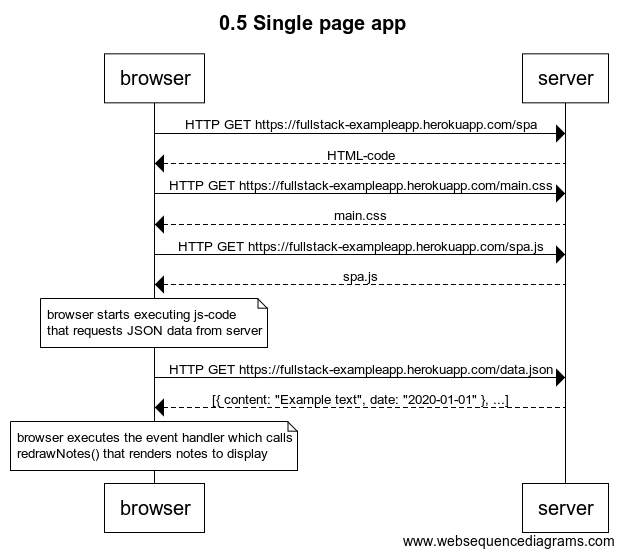 0.5 Single page app
browser
server
HTTP GET https://fullstack-exampleapp.herokuapp.com/spa
HTML-code
HTTP GET https://fullstack-exampleapp.herokuapp.com/main.css
main.css
HTTP GET https://fullstack-exampleapp.herokuapp.com/spa.js
spa.js
browser starts executing js-code
that requests JSON data from server
HTTP GET https://fullstack-exampleapp.herokuapp.com/data.json
[{ content: "Example text", date: "2020-01-01" }, ...]
browser executes the event handler which calls
redrawNotes() that renders notes to display
browser
server
www.websequencediagrams.com